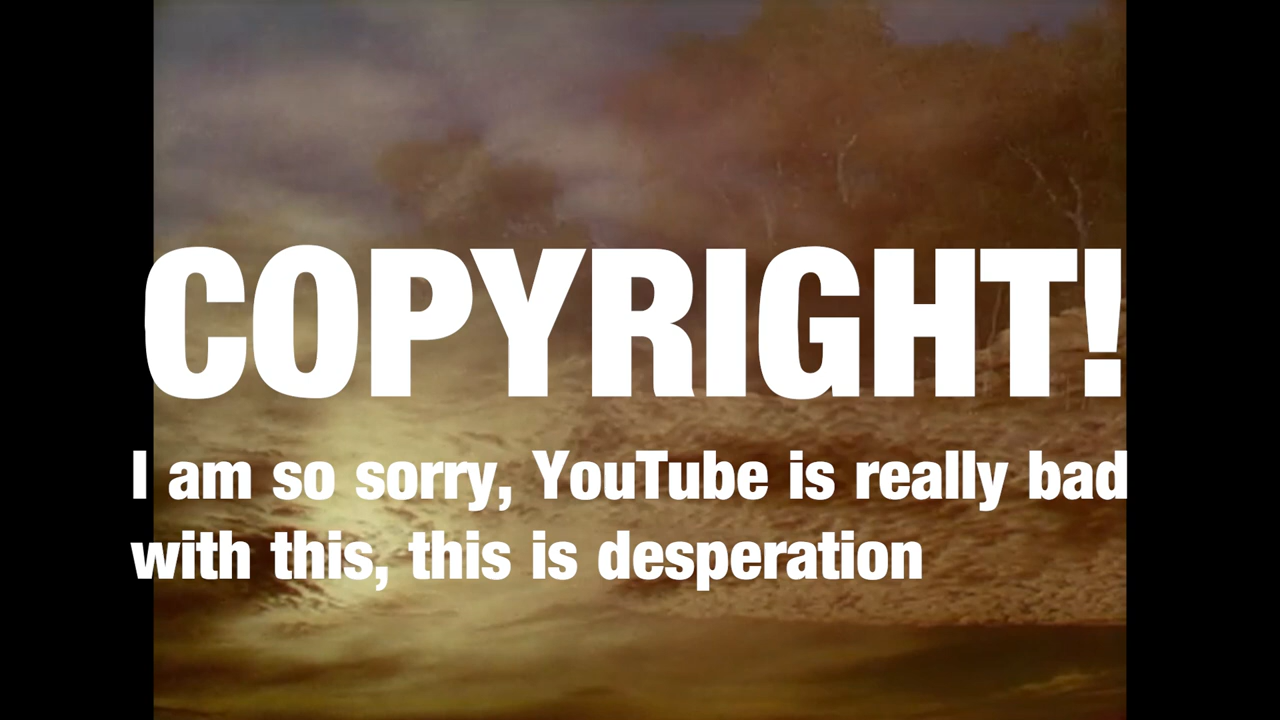 COPYRIGHT!
I am so sorry, YouTube is really bad
with this, this is desperation